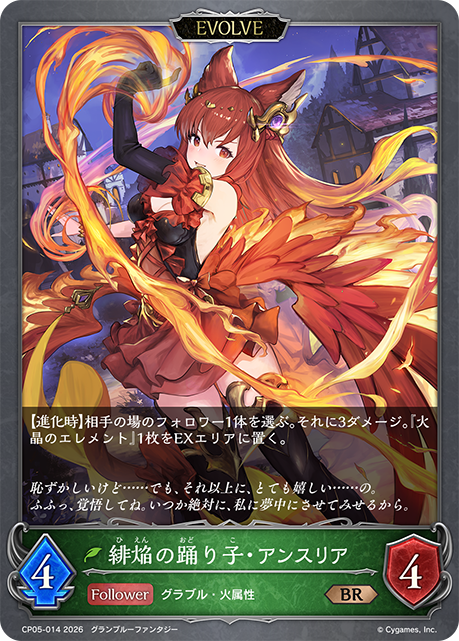 EVOLVE
【進化時】相手の場のフォロワー1体を選ぶ。それに3ダメージ。『火
晶のエレメント』1枚をEXエリアに置く。
恥ずかしいけど……でも、それ以上に、とても嬉しい……の。
ふふっ、覚悟してね。いつか絶対に、私に夢中にさせてみせるから。
ひえん おど こ
緋焔の踊り子・アンスリア
4
Follower グラブル・火属性 BR
4
CP05-014 2026 グランブルーファンタジー © Cygames, Inc.